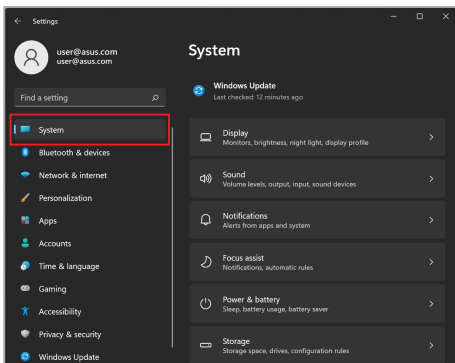 Settings
user@asus.com
user@asus.com
Find a setting
System
Bluetooth & devices
Network & internet
Personalization
Apps
Accounts
Time & language
Gaming
Accessibility
Privacy & security
Windows Update
System
Windows Update
Last checked: 12 minutes ago
Display
Monitors, brightness, night light, display profile
Sound
Volume levels, output, input, sound devices
Notifications
Alerts from apps and system
Focus assist
Notifications, automatic rules
Power & battery
Sleep, battery usage, battery saver
Storage
Storage space, drives, configuration rules